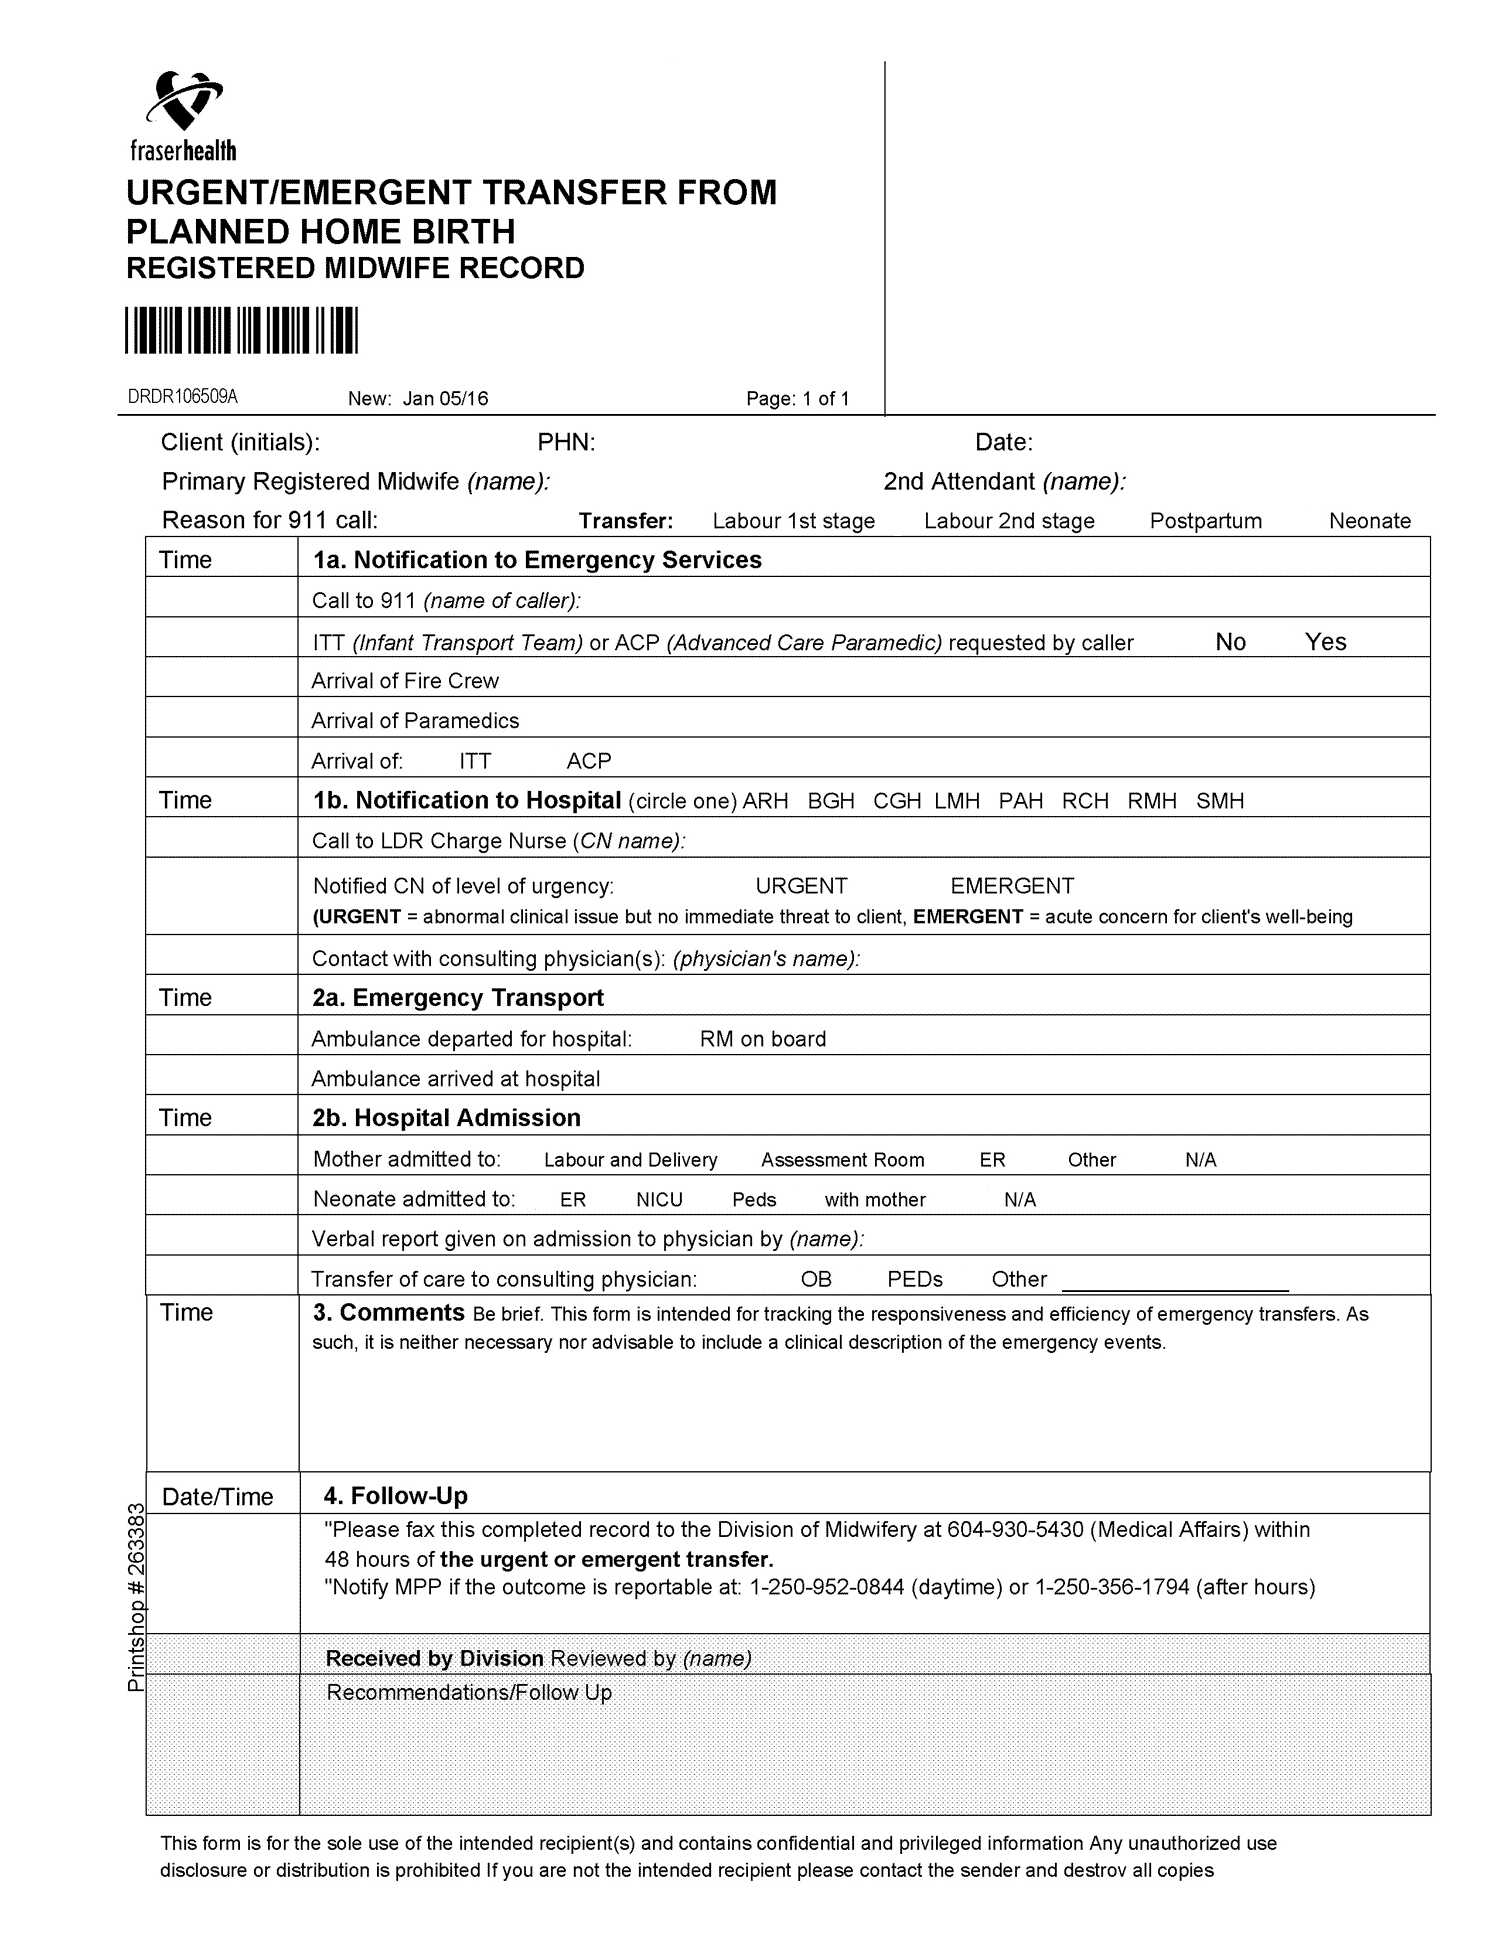 fraserhealth
URGENT/EMERGENT TRANSFER FROM
PLANNED HOME BIRTH
REGISTERED MIDWIFE RECORD
DRDR106509A New: Jan 05/16 Page: 1 of 1
Client (initials): PHN: Date:
Primary Registered Midwife (name): 2nd Attendant (name):
Reason for 911 call: Transfer: Labour 1st stage Labour 2nd stage Postpartum Neonate
Time 1a. Notification to Emergency Services
Call to 911 (name of caller):
ITT (Infant Transport Team) or ACP (Advanced Care Paramedic) requested by caller No Yes
Arrival of Fire Crew
Arrival of Paramedics
Arrival of: ITT ACP
Time 1b. Notification to Hospital (circle one) ARH BGH CGH LMH PAH RCH RMH SMH
Call to LDR Charge Nurse (CN name):
Notified CN of level of urgency: URGENT EMERGENT
(URGENT = abnormal clinical issue but no immediate threat to client, EMERGENT = acute concern for client's well-being
Contact with consulting physician(s): (physician's name):
Time 2a. Emergency Transport
Ambulance departed for hospital: RM on board
Ambulance arrived at hospital
Time 2b. Hospital Admission
Mother admitted to: Labour and Delivery Assessment Room ER Other N/A
Neonate admitted to: ER NICU Peds with mother N/A
Verbal report given on admission to physician by (name):
Transfer of care to consulting physician: OB PEDs Other
Time 3. Comments Be brief. This form is intended for tracking the responsiveness and efficiency of emergency transfers. As
such, it is neither necessary nor advisable to include a clinical description of the emergency events.
Date/Time 4. Follow-Up
"Please fax this completed record to the Division of Midwifery at 604-930-5430 (Medical Affairs) within
48 hours of the urgent or emergent transfer.
"Notify MPP if the outcome is reportable at: 1-250-952-0844 (daytime) or 1-250-356-1794 (after hours)
Received by Division Reviewed by (name)
Recommendations/Follow Up
Printshop # 263383
This form is for the sole use of the intended recipient(s) and contains confidential and privileged information Any unauthorized use
disclosure or distribution is prohibited If you are not the intended recipient please contact the sender and destrov all copies